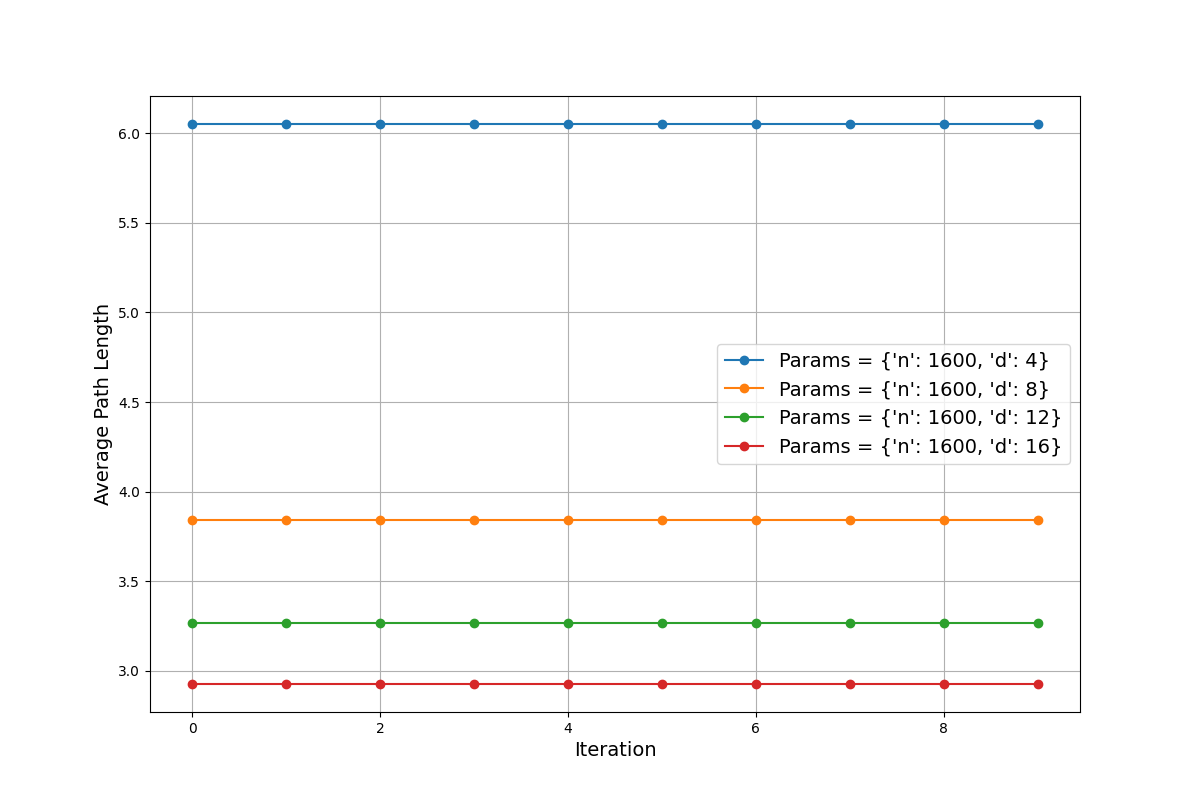 6.0
5.5
5.0
4.5
4.0
3.5
3.0
Average Path Length
Params = {'n': 1600, 'd': 4}
Params = {'n': 1600, 'd': 8}
Params = {'n': 1600, 'd': 12}
Params = {'n': 1600, 'd': 16}
0 2 4 6 8
Iteration